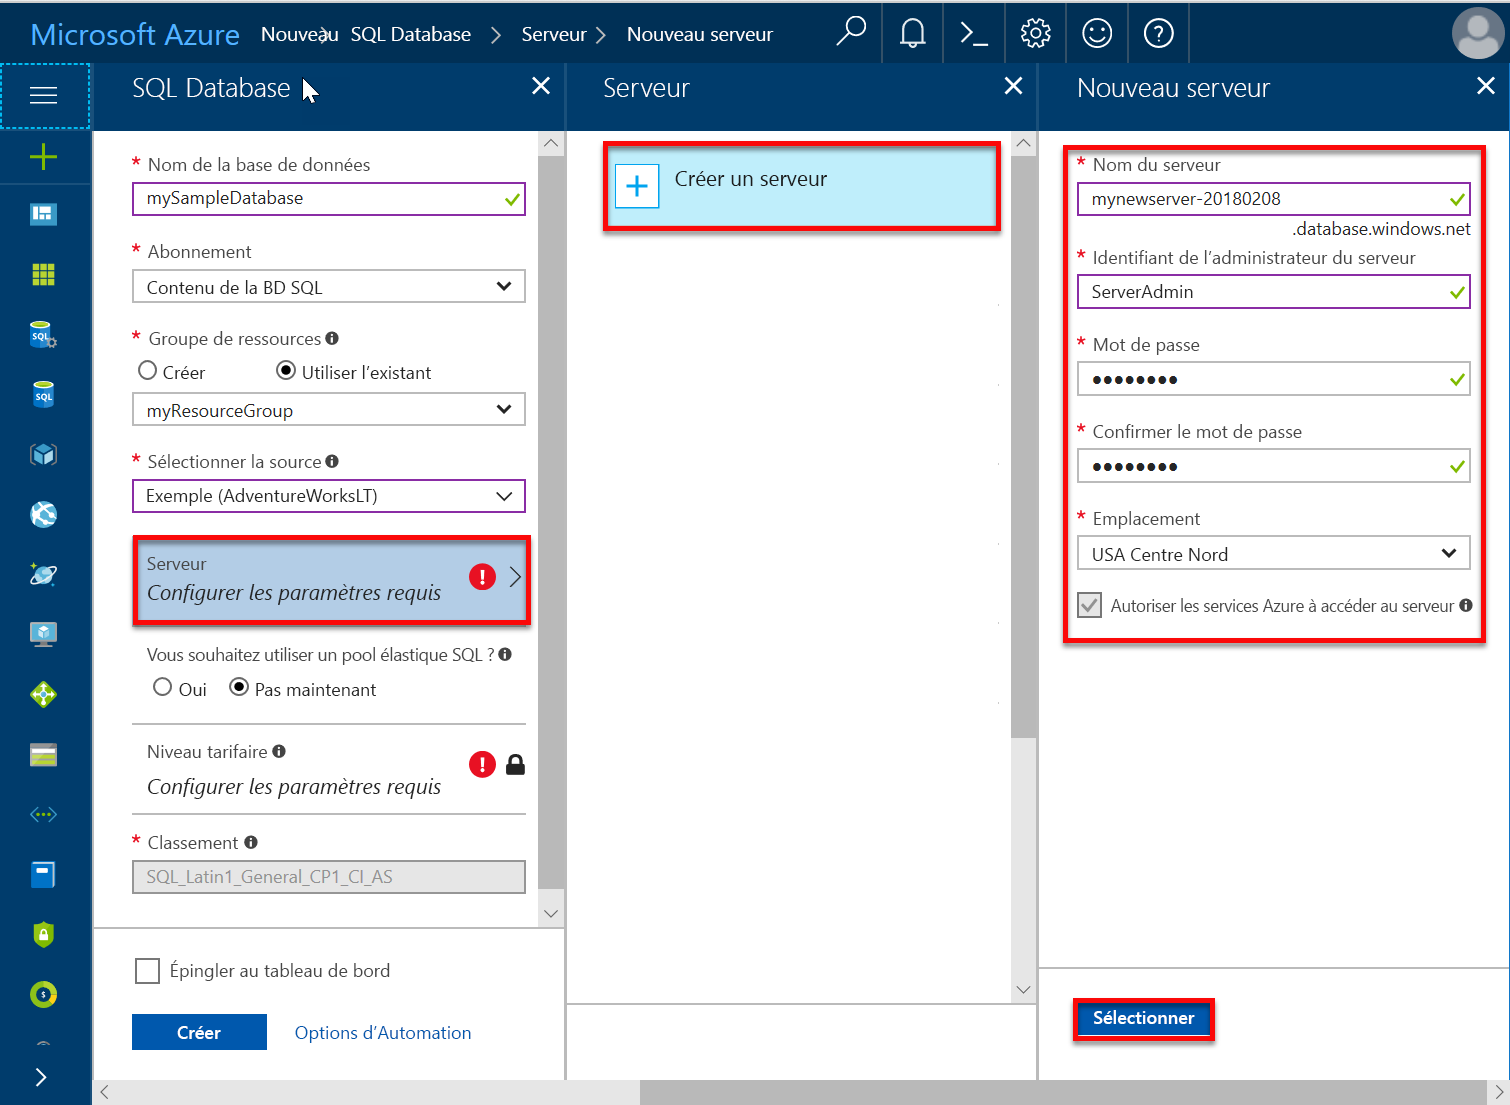 Microsoft Azure Nouveau SQL Database Serveur Nouveau serveur
SQL Database
Nom de la base de données
mySampleDatabase
Abonnement
Contenu de la BD SQL
Groupe de ressources
Créer Utiliser l'existant
myResourceGroup
Sélectionner la source
Exemple (AdventureWorksLT)
Serveur
Configurer les paramètres requis
Vous souhaitez utiliser un pool élastique SQL ?
Oui Pas maintenant
Niveau tarifaire
Configurer les paramètres requis
Classement
SQL_Latin1_General_CP1_CI_AS
Épingler au tableau de bord
Créer Options d'Automation
Serveur
Créer un serveur
Nouveau serveur
Nom du serveur
mynewserver-20180208
.database.windows.net
Identifiant de l'administrateur du serveur
ServerAdmin
Mot de passe
••••••••
Confirmer le mot de passe
••••••••
Emplacement
USA Centre Nord
Autoriser les services Azure à accéder au serveur
Sélectionner
SQL
SQL